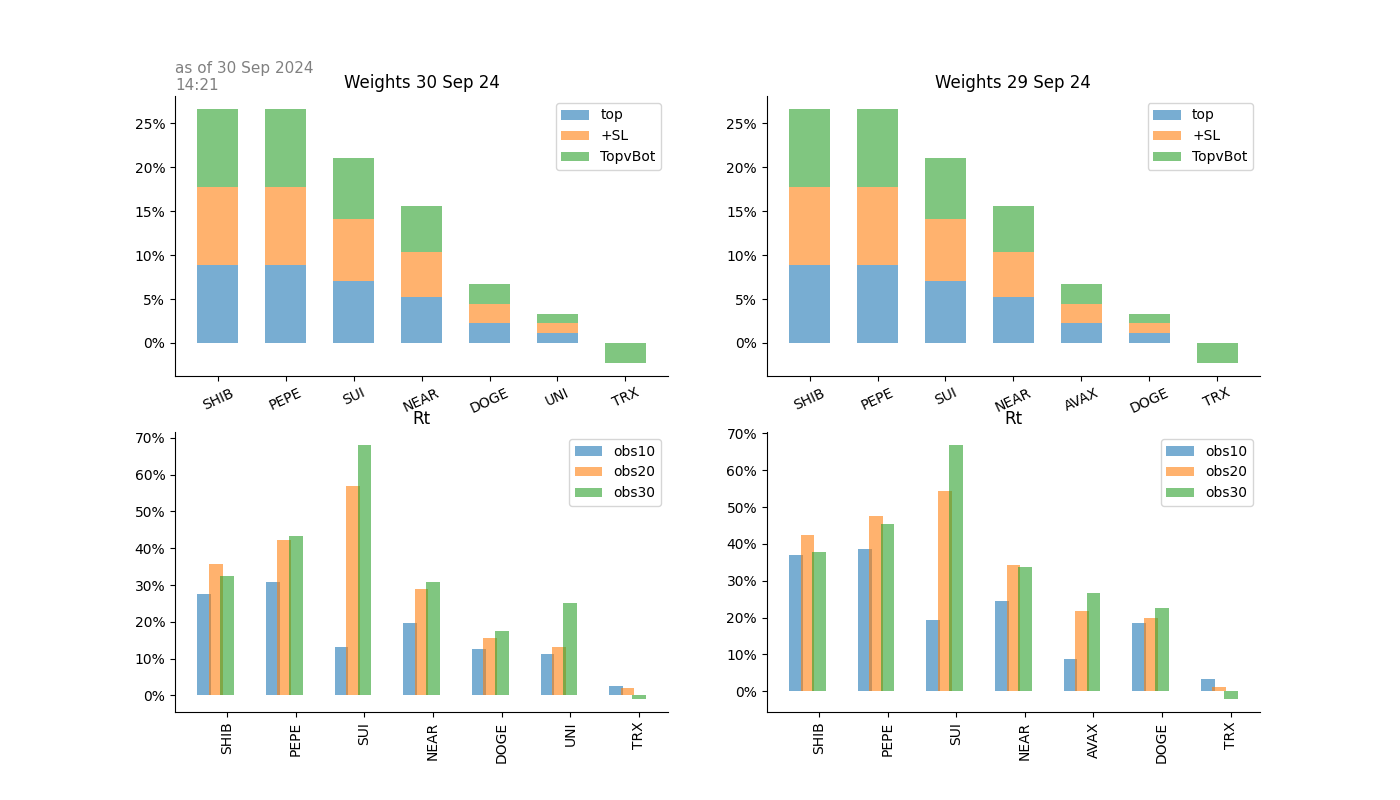 as of 30 Sep 2024
14:21
Weights 30 Sep 24
25%
20%
15%
10%
5%
0%
top
+SL
TopvBot
SHIB
PEPE
SUI
NEAR
DOGE
UNI
TRX
Weights 29 Sep 24
25%
20%
15%
10%
5%
0%
top
+SL
TopvBot
SHIB
PEPE
SUI
NEAR
AVAX
DOGE
TRX
Rt
70%
60%
50%
40%
30%
20%
10%
0%
obs10
obs20
obs30
SHIB
PEPE
SUI
NEAR
DOGE
UNI
TRX
Rt
70%
60%
50%
40%
30%
20%
10%
0%
obs10
obs20
obs30
SHIB
PEPE
SUI
NEAR
AVAX
DOGE
TRX